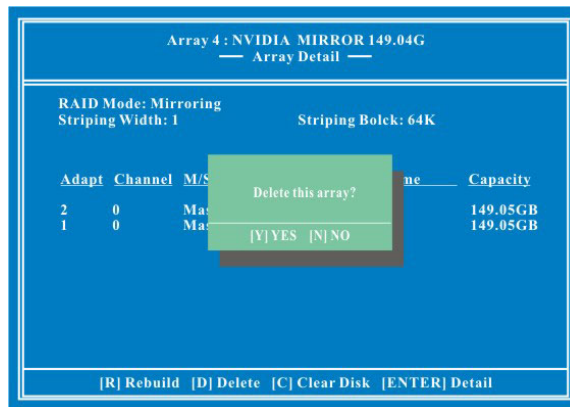 Array 4 : NVIDIA MIRROR 149.04G
Array Detail
RAID Mode: Mirroring
Striping Width: 1 Striping Bolck: 64K
Adapt Channel M/S me Capacity
2 0 Mas 149.05GB
1 0 Mas 149.05GB
Delete this array?
[Y] YES [N] NO
[R] Rebuild [D] Delete [C] Clear Disk [ENTER] Detail